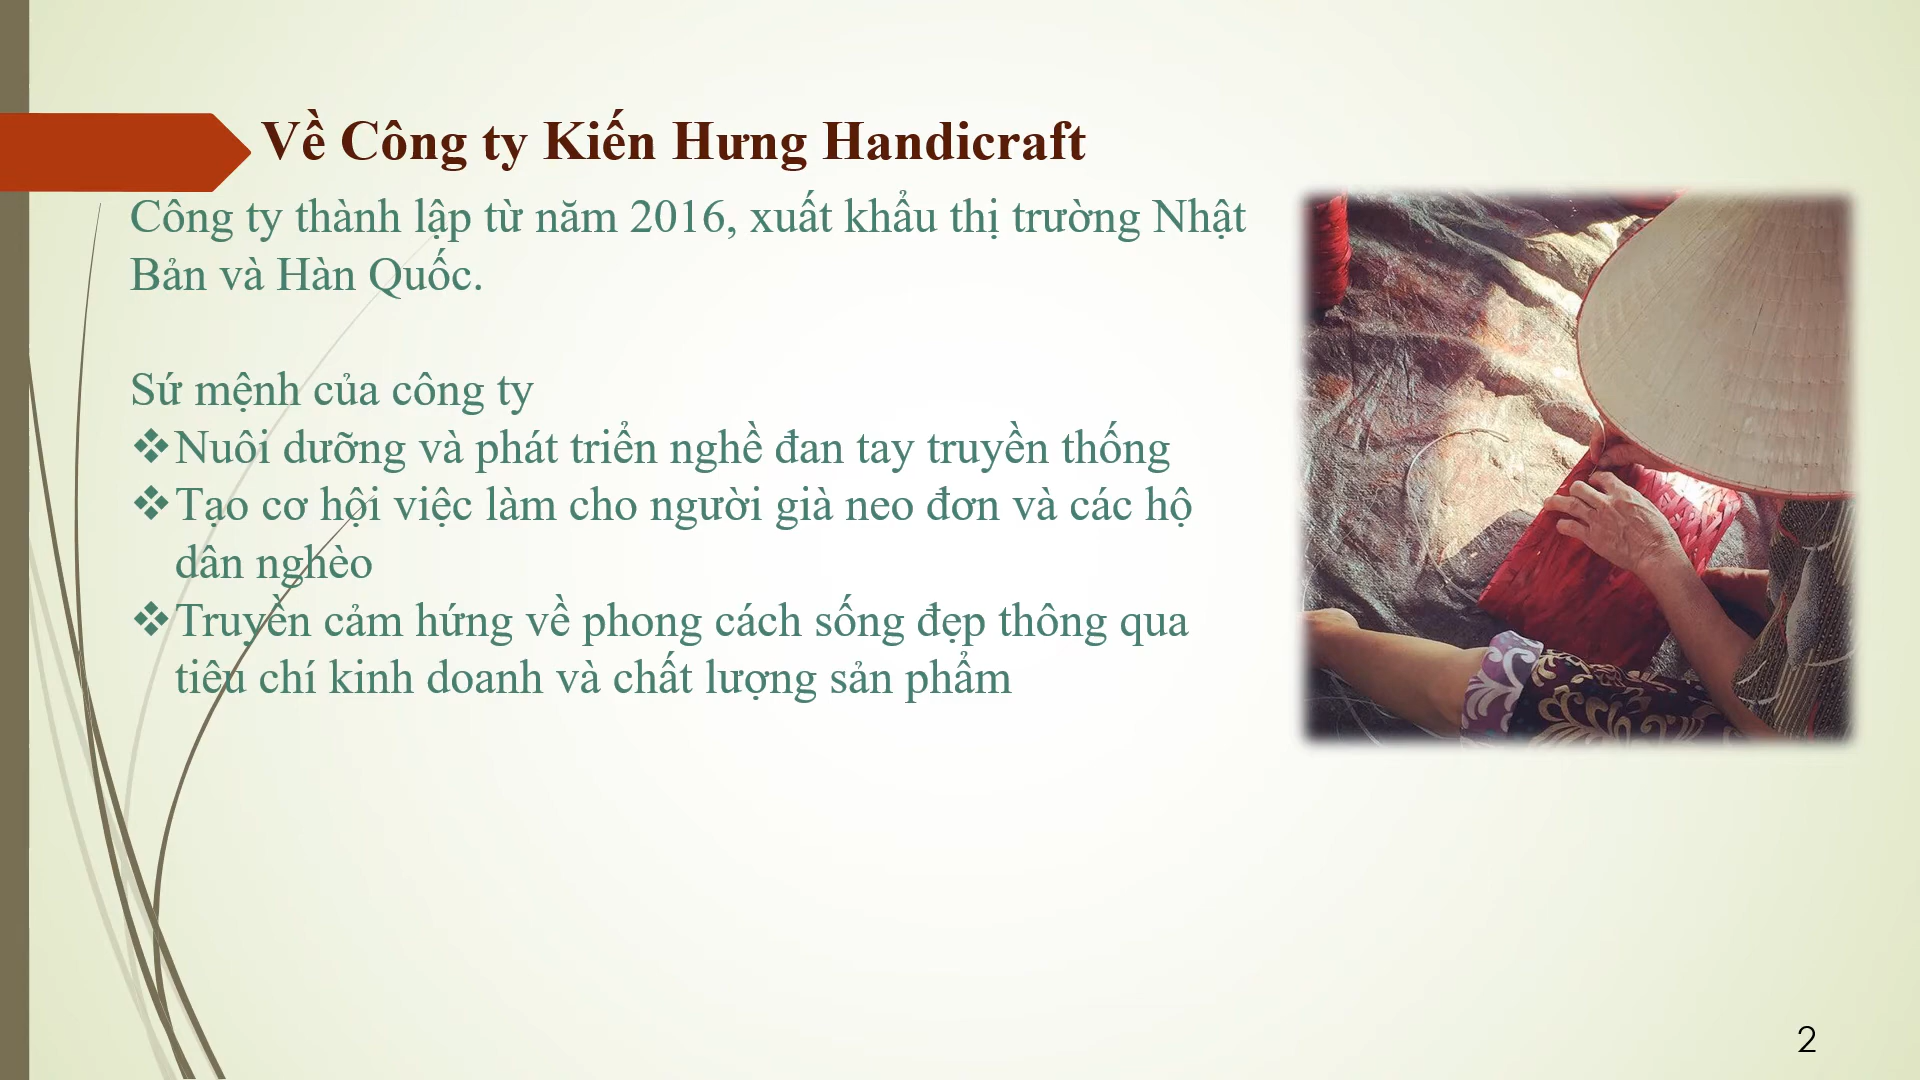 Về Công ty Kiến Hưng Handicraft
Công ty thành lập từ năm 2016, xuất khẩu thị trường Nhật
Bản và Hàn Quốc.
Sứ mệnh của công ty
❖Nuôi dưỡng và phát triển nghề đan tay truyền thống
❖Tạo cơ hội việc làm cho người già neo đơn và các hộ
dân nghèo
❖Truyền cảm hứng về phong cách sống đẹp thông qua
tiêu chí kinh doanh và chất lượng sản phẩm
2